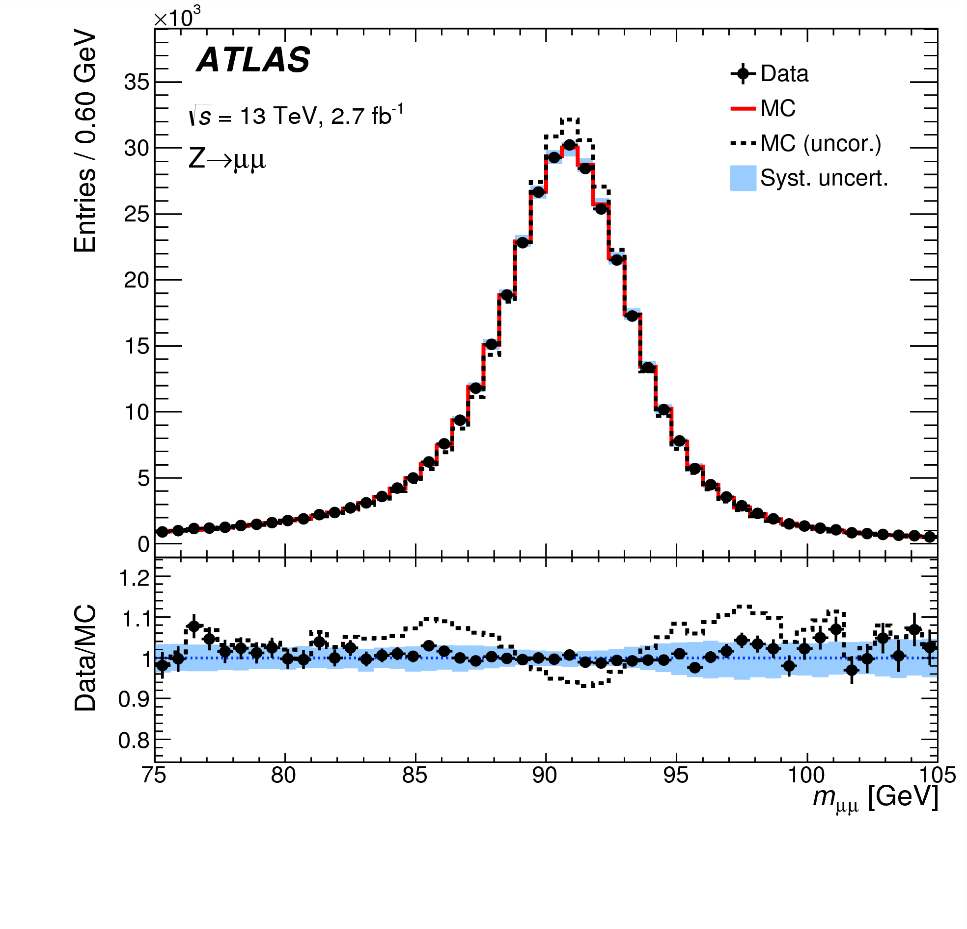 ×10³
Entries / 0.60 GeV
ATLAS
√s = 13 TeV, 2.7 fb⁻¹
Z→μμ
Data
MC
MC (uncor.)
Syst. uncert.
35
30
25
20
15
10
5
0
Data/MC
1.2
1.1
1
0.9
0.8
75 80 85 90 95 100 105
mμμ [GeV]